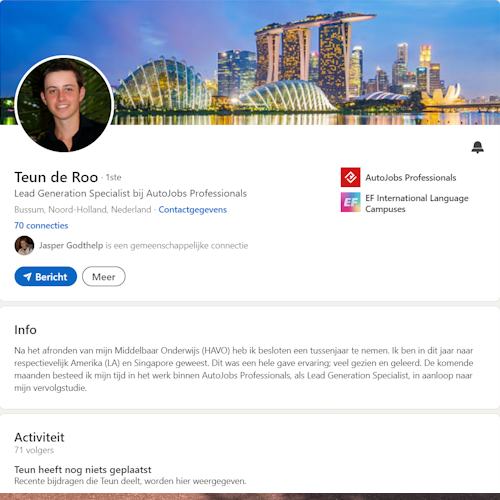 Teun de Roo · 1ste
Lead Generation Specialist bij AutoJobs Professionals
Bussum, Noord-Holland, Nederland · Contactgegevens
70 connecties
Jasper Godthelp is een gemeenschappelijke connectie
Bericht
Meer
AutoJobs Professionals
EF
EF International Language
Campuses
Info
Na het afronden van mijn Middelbaar Onderwijs (HAVO) heb ik besloten een tussenjaar te nemen. Ik ben in dit jaar naar
respectievelijk Amerika (LA) en Singapore geweest. Dit was een hele gave ervaring; veel gezien en geleerd. De komende
maanden besteed ik mijn tijd in het werk binnen AutoJobs Professionals, als Lead Generation Specialist, in aanloop naar
mijn vervolgstudie.
Activiteit
71 volgers
Teun heeft nog niets geplaatst
Recente bijdragen die Teun deelt, worden hier weergegeven.